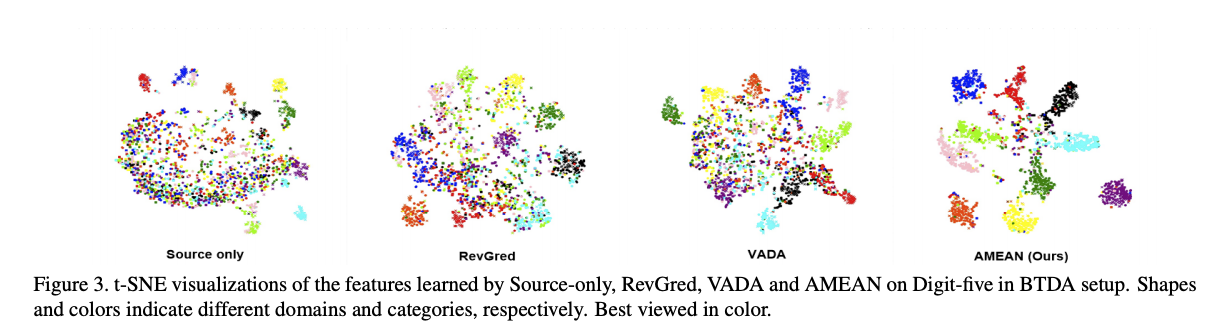 Source only
RevGred
VADA
AMEAN (Ours)
Figure 3. t-SNE visualizations of the features learned by Source-only, RevGred, VADA and AMEAN on Digit-five in BTDA setup. Shapes
and colors indicate different domains and categories, respectively. Best viewed in color.